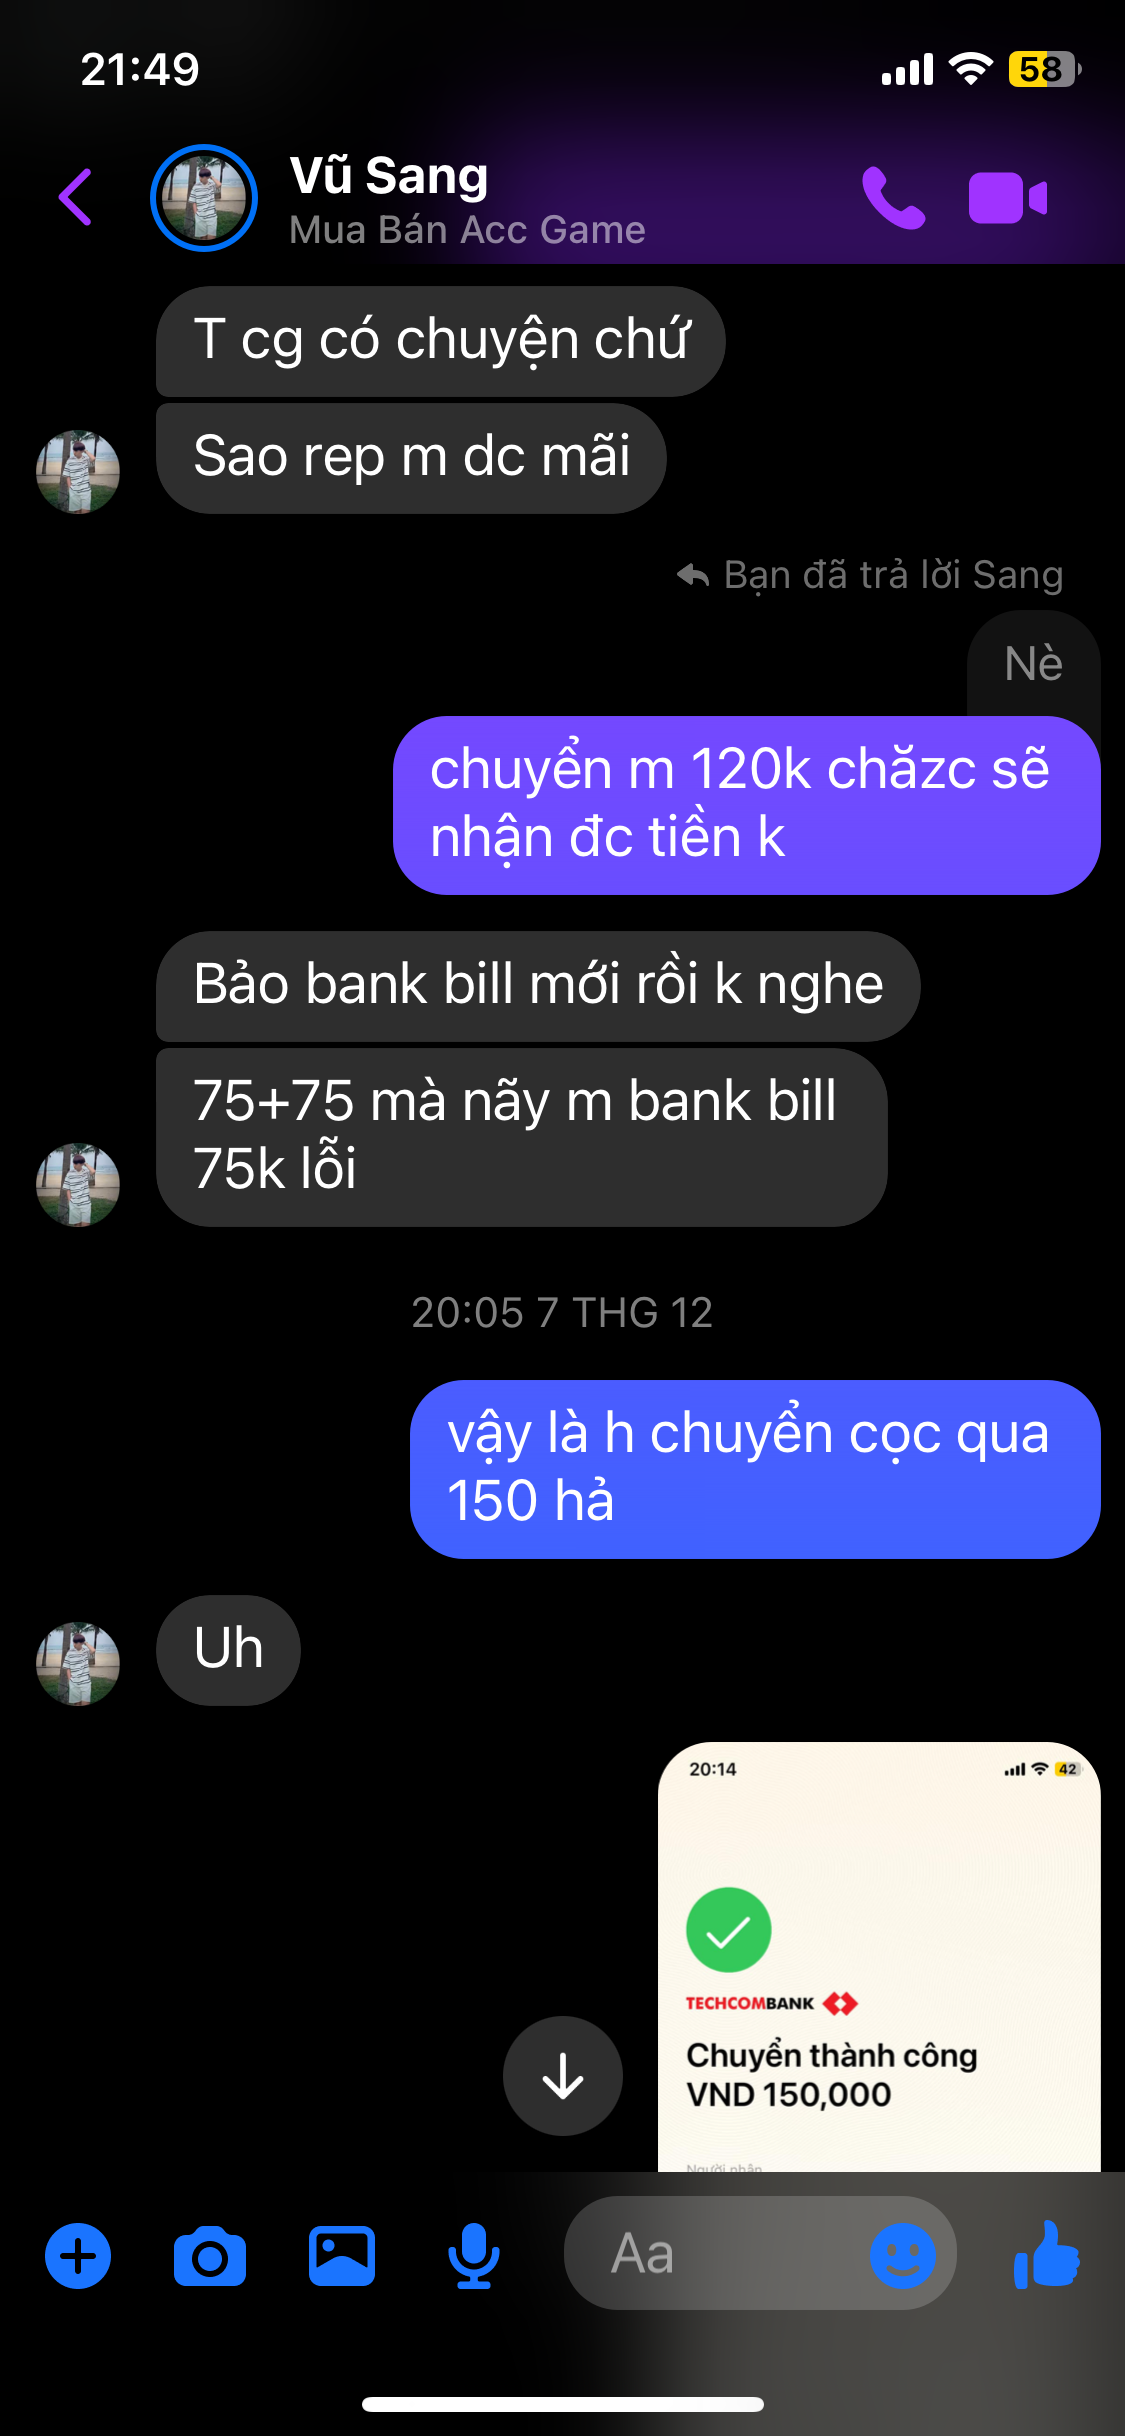 21:49
58
Vũ Sang
Mua Bán Acc Game
T cg có chuyện chứ
Sao rep m dc mãi
Bạn đã trả lời Sang
Nè
chuyển m 120k chăzc sẽ
nhận đc tiền k
Bảo bank bill mới rồi k nghe
75+75 mà nãy m bank bill
75k lỗi
20:05 7 THG 12
vậy là h chuyển cọc qua
150 hả
Uh
20:14
42
TECHCOMBANK
Chuyển thành công
VND 150,000
Người nhận
Aa